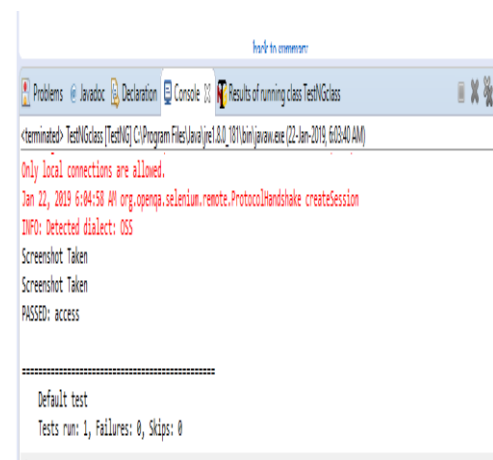 back to summary
Problems @ Javadoc Declaration Console Results of running class TestNGclass
<terminated> TestNGclass [TestNG] C:\Program Files\Java\jre1.8.0_181\bin\javaw.exe (22-Jan-2019, 6:03:40 AM)
Only local connections are allowed.
Jan 22, 2019 6:04:58 AM org.openqa.selenium.remote.ProtocolHandshake createSession
INFO: Detected dialect: OSS
Screenshot Taken
Screenshot Taken
PASSED: access
===============================================
Default test
Tests run: 1, Failures: 0, Skips: 0